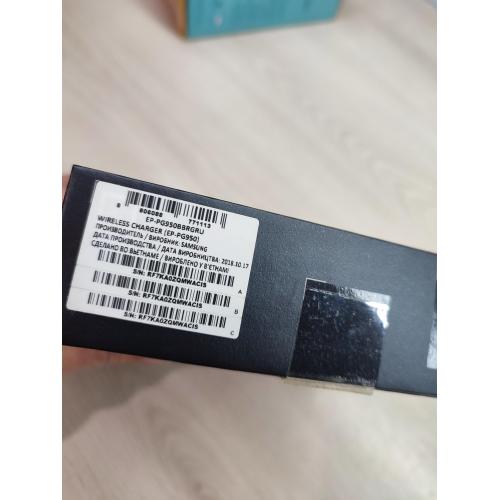 8 806088 771113
EP-PG950BBRGRU
WIRELESS CHARGER (EP-PG950)
ПРОИЗВОДИТЕЛЬ / ВИРОБНИК: SAMSUNG
ДАТА ПРОИЗВОДСТВА / ДАТА ВИРОБНИЦТВА: 2018.10.17
СДЕЛАНО ВО ВЬЕТНАМЕ / ВИРОБЛЕНО У В'ЄТНАМІ
S/N: RF7KA0ZQMWACIS A
S/N: RF7KA0ZQMWACIS B
S/N: RF7KA0ZQMWACIS C